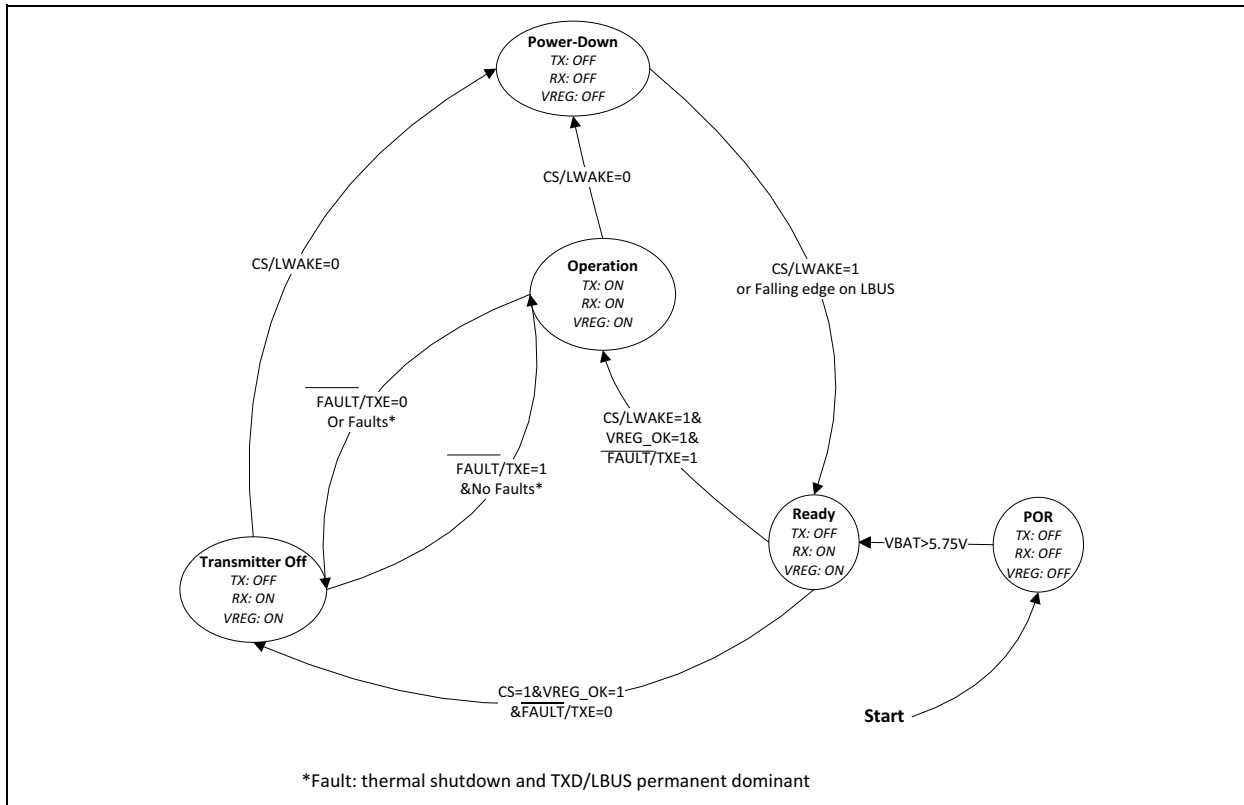 Power-Down
TX: OFF
RX: OFF
VREG: OFF
CS/LWAKE=0
CS/LWAKE=0
CS/LWAKE=1
or Falling edge on LBUS
Operation
TX: ON
RX: ON
VREG: ON
FAULT/TXE=0
Or Faults*
FAULT/TXE=1
&No Faults*
CS/LWAKE=1&
VREG_OK=1&
FAULT/TXE=1
Ready
TX: OFF
RX: ON
VREG: ON
VBAT>5.75V
POR
TX: OFF
RX: OFF
VREG: OFF
Transmitter Off
TX: OFF
RX: ON
VREG: ON
CS=1&VREG_OK=1
&FAULT/TXE=0
Start
*Fault: thermal shutdown and TXD/LBUS permanent dominant